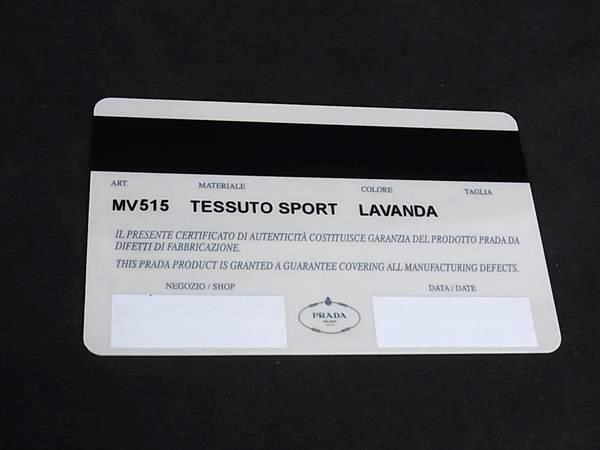 ART. MATERIALE COLORE TAGLIA
MV515 TESSUTO SPORT LAVANDA
IL PRESENTE CERTIFICATO DI AUTENTICITÀ COSTITUISCE GARANZIA DEL PRODOTTO PRADA DA
DIFETTI DI FABBRICAZIONE.
THIS PRADA PRODUCT IS GRANTED A GUARANTEE COVERING ALL MANUFACTURING DEFECTS.
NEGOZIO / SHOP DATA / DATE
PRADA
MILANO